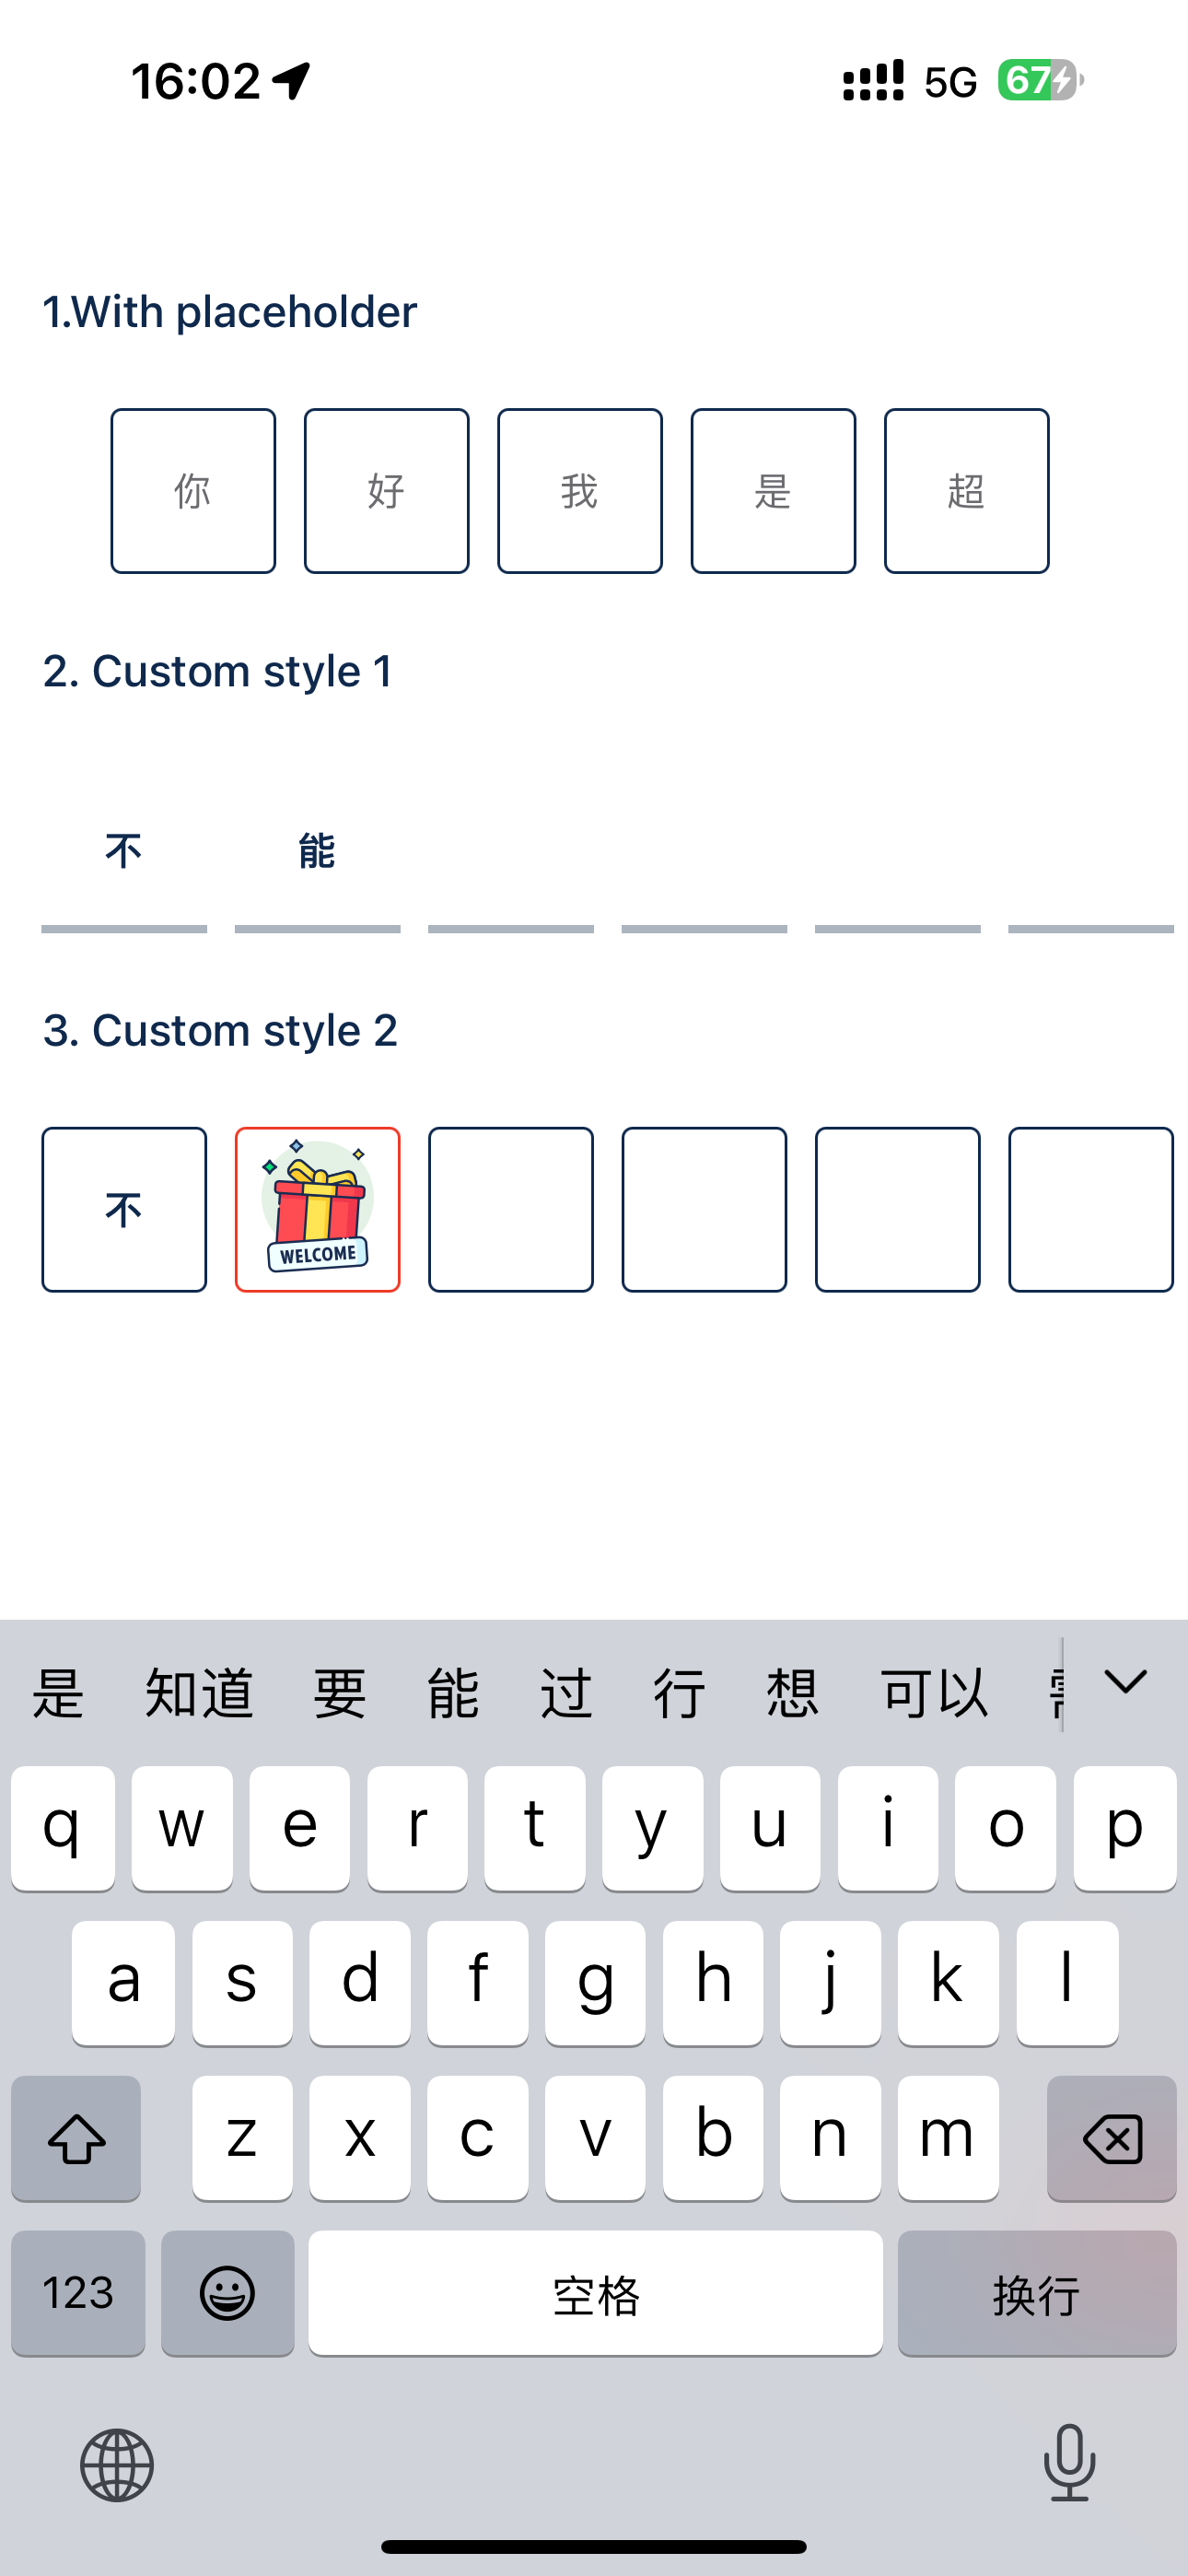 16:02 5G 67
1.With placeholder
你 好 我 是 超
2. Custom style 1
不 能
3. Custom style 2
不
WELCOME
是 知道 要 能 过 行 想 可以
q w e r t y u i o p
a s d f g h j k l
z x c v b n m
123 空格 换行